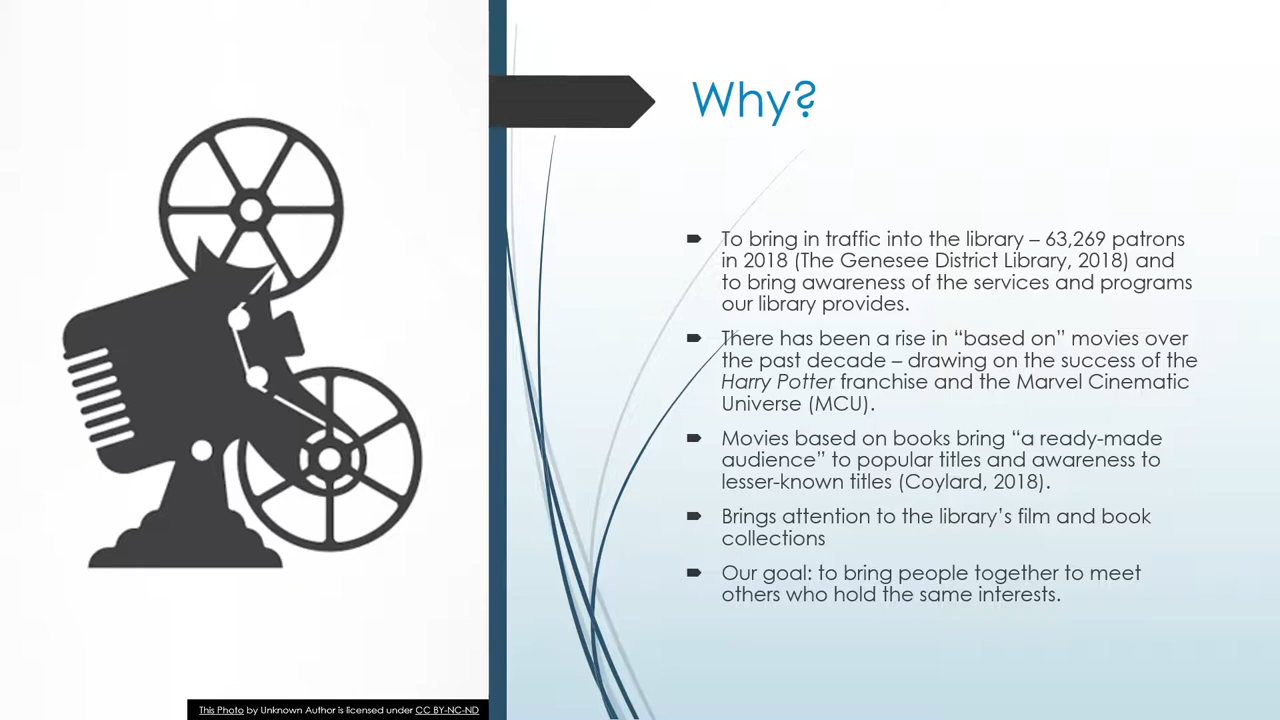 Why?
To bring in traffic into the library – 63,269 patrons
in 2018 (The Genesee District Library, 2018) and
to bring awareness of the services and programs
our library provides.
There has been a rise in “based on” movies over
the past decade – drawing on the success of the
Harry Potter franchise and the Marvel Cinematic
Universe (MCU).
Movies based on books bring “a ready-made
audience” to popular titles and awareness to
lesser-known titles (Coylard, 2018).
Brings attention to the library’s film and book
collections
Our goal: to bring people together to meet
others who hold the same interests.
This Photo by Unknown Author is licensed under CC BY-NC-ND